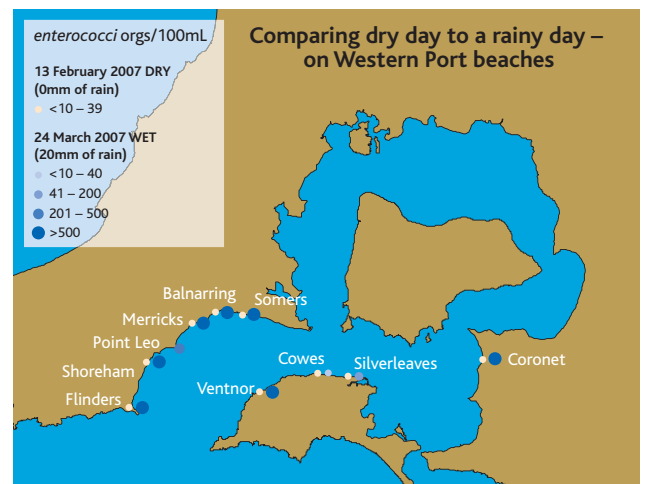 enterococci orgs/100mL
13 February 2007 DRY
(0mm of rain)
<10 – 39
24 March 2007 WET
(20mm of rain)
<10 – 40
41 – 200
201 – 500
>500
Comparing dry day to a rainy day –
on Western Port beaches
Balnarring
Somers
Merricks
Point Leo
Shoreham
Flinders
Ventnor
Cowes
Silverleaves
Coronet